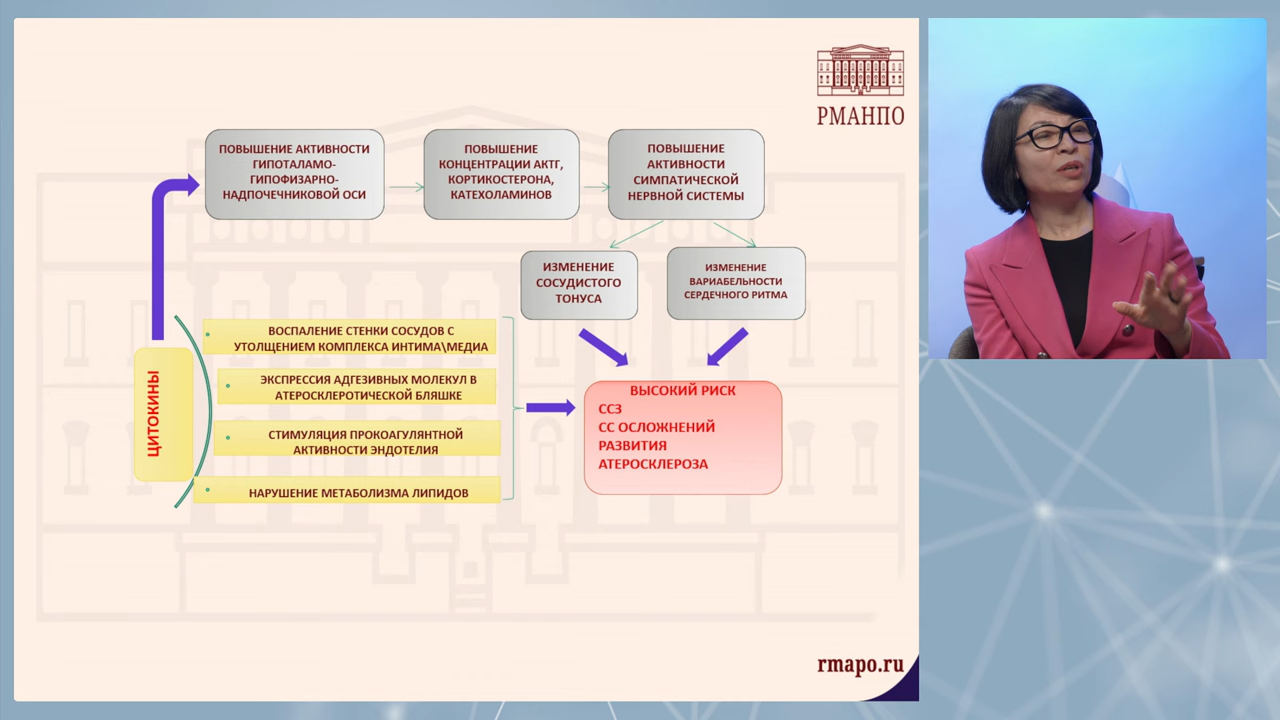 РМАНПО
ПОВЫШЕНИЕ АКТИВНОСТИ
ГИПОТАЛАМО-
ГИПОФИЗАРНО-
НАДПОЧЕЧНИКОВОЙ ОСИ
ПОВЫШЕНИЕ
КОНЦЕНТРАЦИИ АКТГ,
КОРТИКОСТЕРОНА,
КАТЕХОЛАМИНОВ
ПОВЫШЕНИЕ
АКТИВНОСТИ
СИМПАТИЧЕСКОЙ
НЕРВНОЙ СИСТЕМЫ
ИЗМЕНЕНИЕ
СОСУДИСТОГО
ТОНУСА
ИЗМЕНЕНИЕ
ВАРИАБЕЛЬНОСТИ
СЕРДЕЧНОГО РИТМА
ЦИТОКИНЫ
ВОСПАЛЕНИЕ СТЕНКИ СОСУДОВ С
УТОЛЩЕНИЕМ КОМПЛЕКСА ИНТИМА\МЕДИА
ЭКСПРЕССИЯ АДГЕЗИВНЫХ МОЛЕКУЛ В
АТЕРОСКЛЕРОТИЧЕСКОЙ БЛЯШКЕ
СТИМУЛЯЦИЯ ПРОКОАГУЛЯНТНОЙ
АКТИВНОСТИ ЭНДОТЕЛИЯ
НАРУШЕНИЕ МЕТАБОЛИЗМА ЛИПИДОВ
ВЫСОКИЙ РИСК
ССЗ
СС ОСЛОЖНЕНИЙ
РАЗВИТИЯ
АТЕРОСКЛЕРОЗА
rmapo.ru